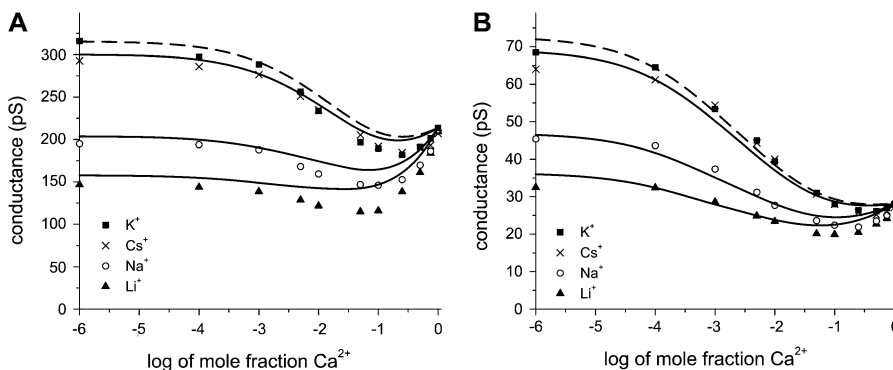 A
conductance (pS)
350
300
250
200
150
100
50
0
K+
Cs+
Na+
Li+
-6 -5 -4 -3 -2 -1 0
log of mole fraction Ca2+
B
conductance (pS)
70
60
50
40
30
20
10
0
K+
Cs+
Na+
Li+
-6 -5 -4 -3 -2 -1 0
log of mole fraction Ca2+